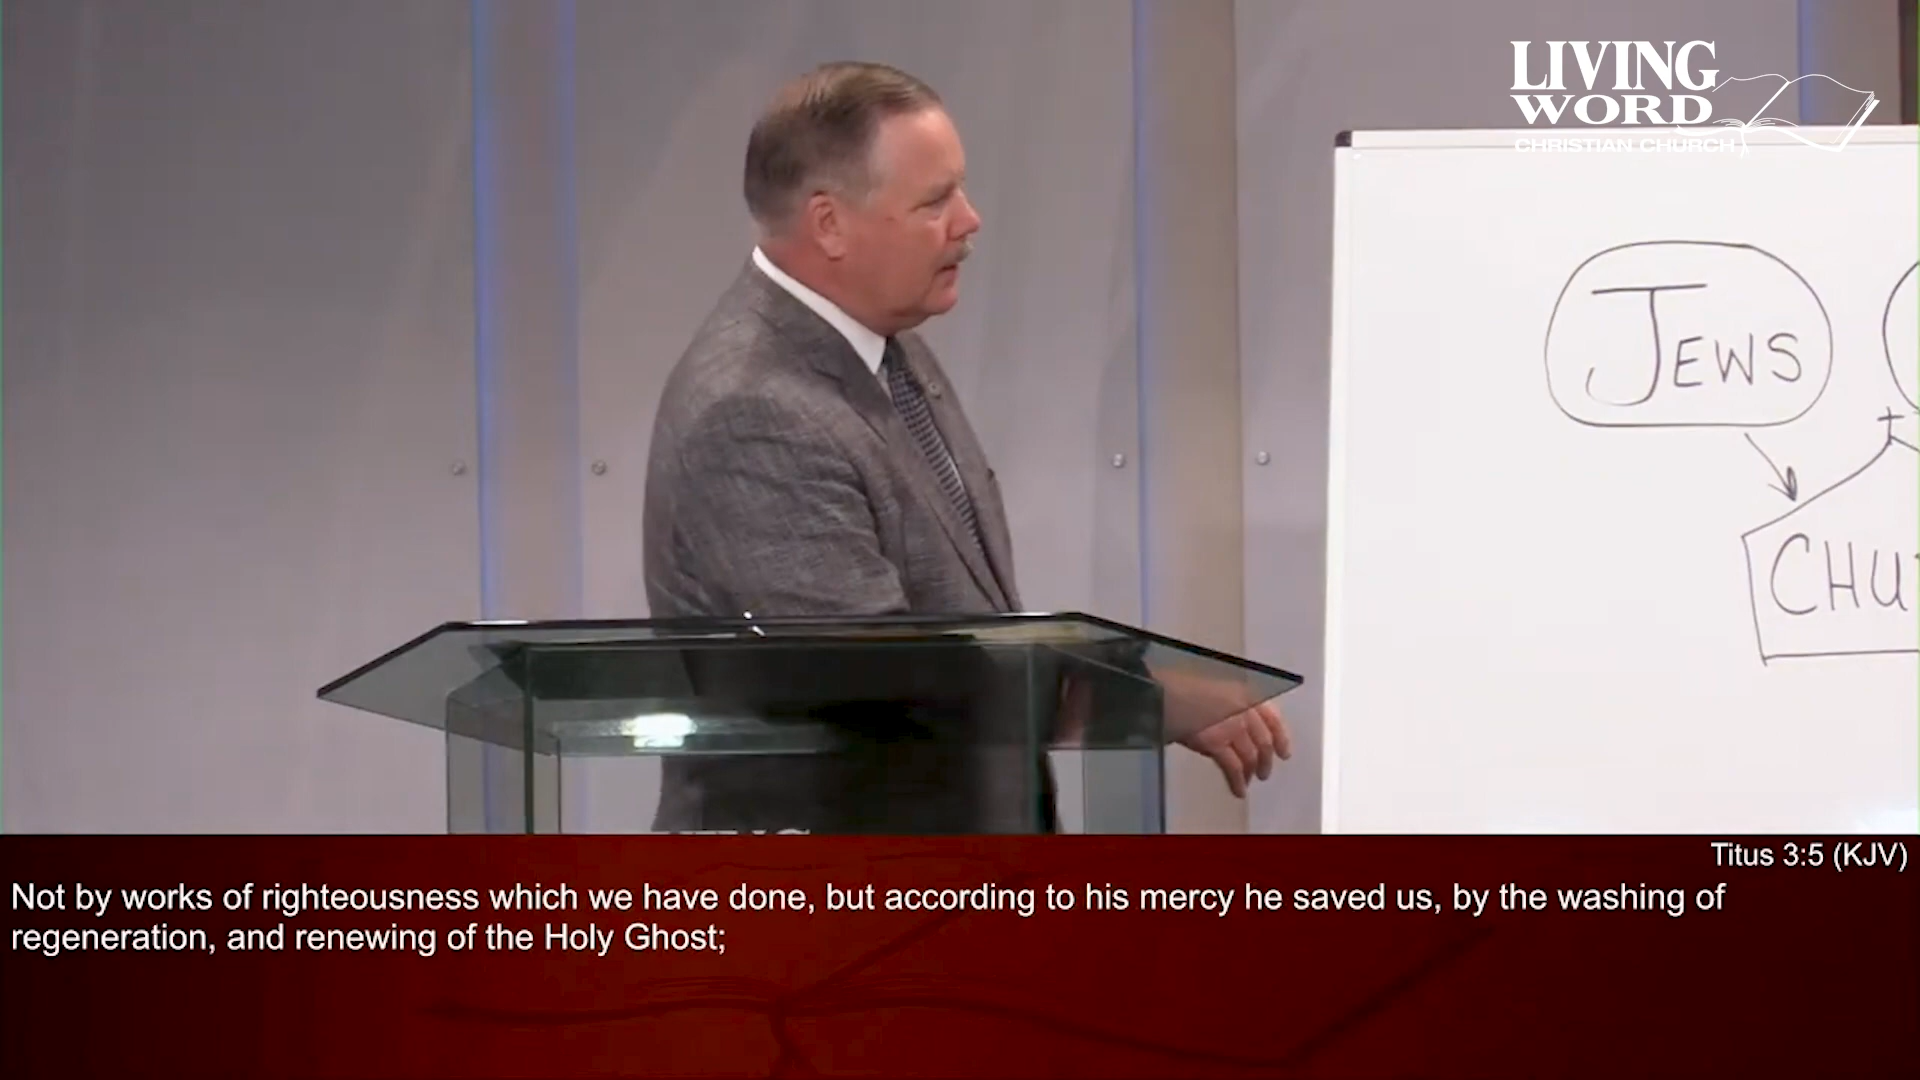 LIVING
WORD
CHRISTIAN CHURCH
JEWS
CHU
Titus 3:5 (KJV)
Not by works of righteousness which we have done, but according to his mercy he saved us, by the washing of
regeneration, and renewing of the Holy Ghost;